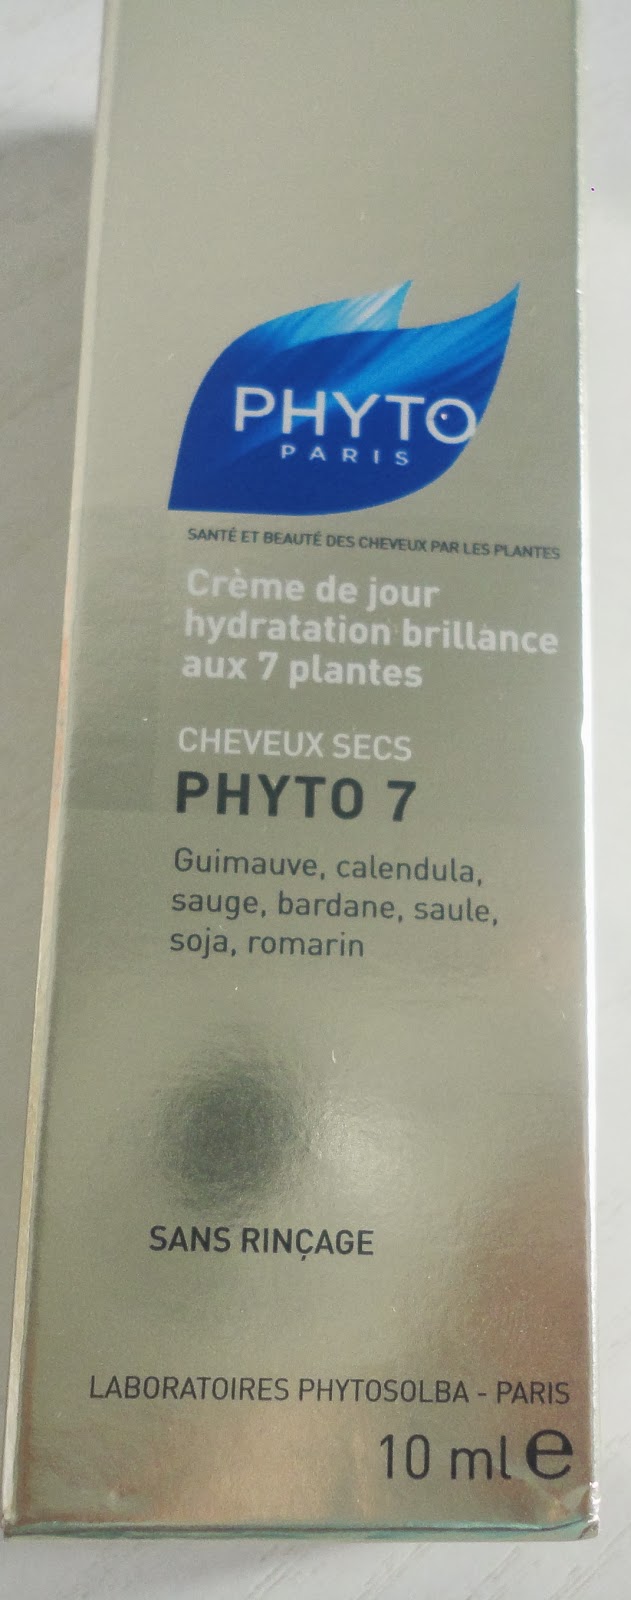 PHYTO
PARIS
SANTÉ ET BEAUTÉ DES CHEVEUX PAR LES PLANTES
Crème de jour
hydratation brillance
aux 7 plantes
CHEVEUX SECS
PHYTO 7
Guimauve, calendula,
sauge, bardane, saule,
soja, romarin
SANS RINÇAGE
LABORATOIRES PHYTOSOLBA - PARIS
10 ml e